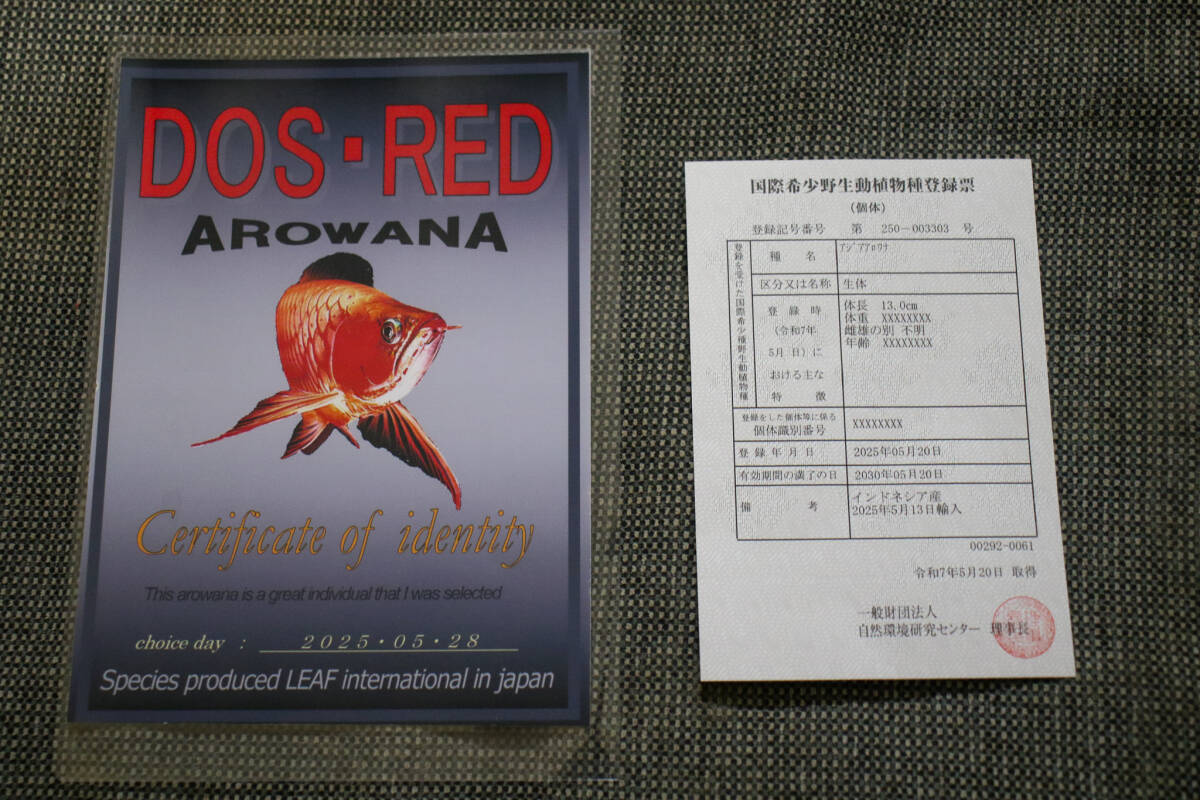 DOS·RED
AROWANA
Certificate of identity
This arowana is a great individual that I was selected
choice day : 2025・05・28
Species produced LEAF international in japan
国際希少野生動植物種登録票
(個体)
登録記号番号 第 250-003303 号
登録を受けた国際希少野生動植物種
種 名 ｱｼﾞｱｱﾛﾜﾅ
区分又は名称 生体
登録時
(令和7年
5月 日)に
おける主な
特 徴
体長 13.0cm
体重 XXXXXXXX
雌雄の別 不明
年齢 XXXXXXXX
登録をした個体等に係る
個体識別番号 XXXXXXXX
登録年月日 2025年05月20日
有効期間の満了の日 2030年05月20日
備 考 インドネシア産
2025年5月13日輸入
00292-0061
令和7年5月20日 取得
一般財団法人
自然環境研究センター 理事長